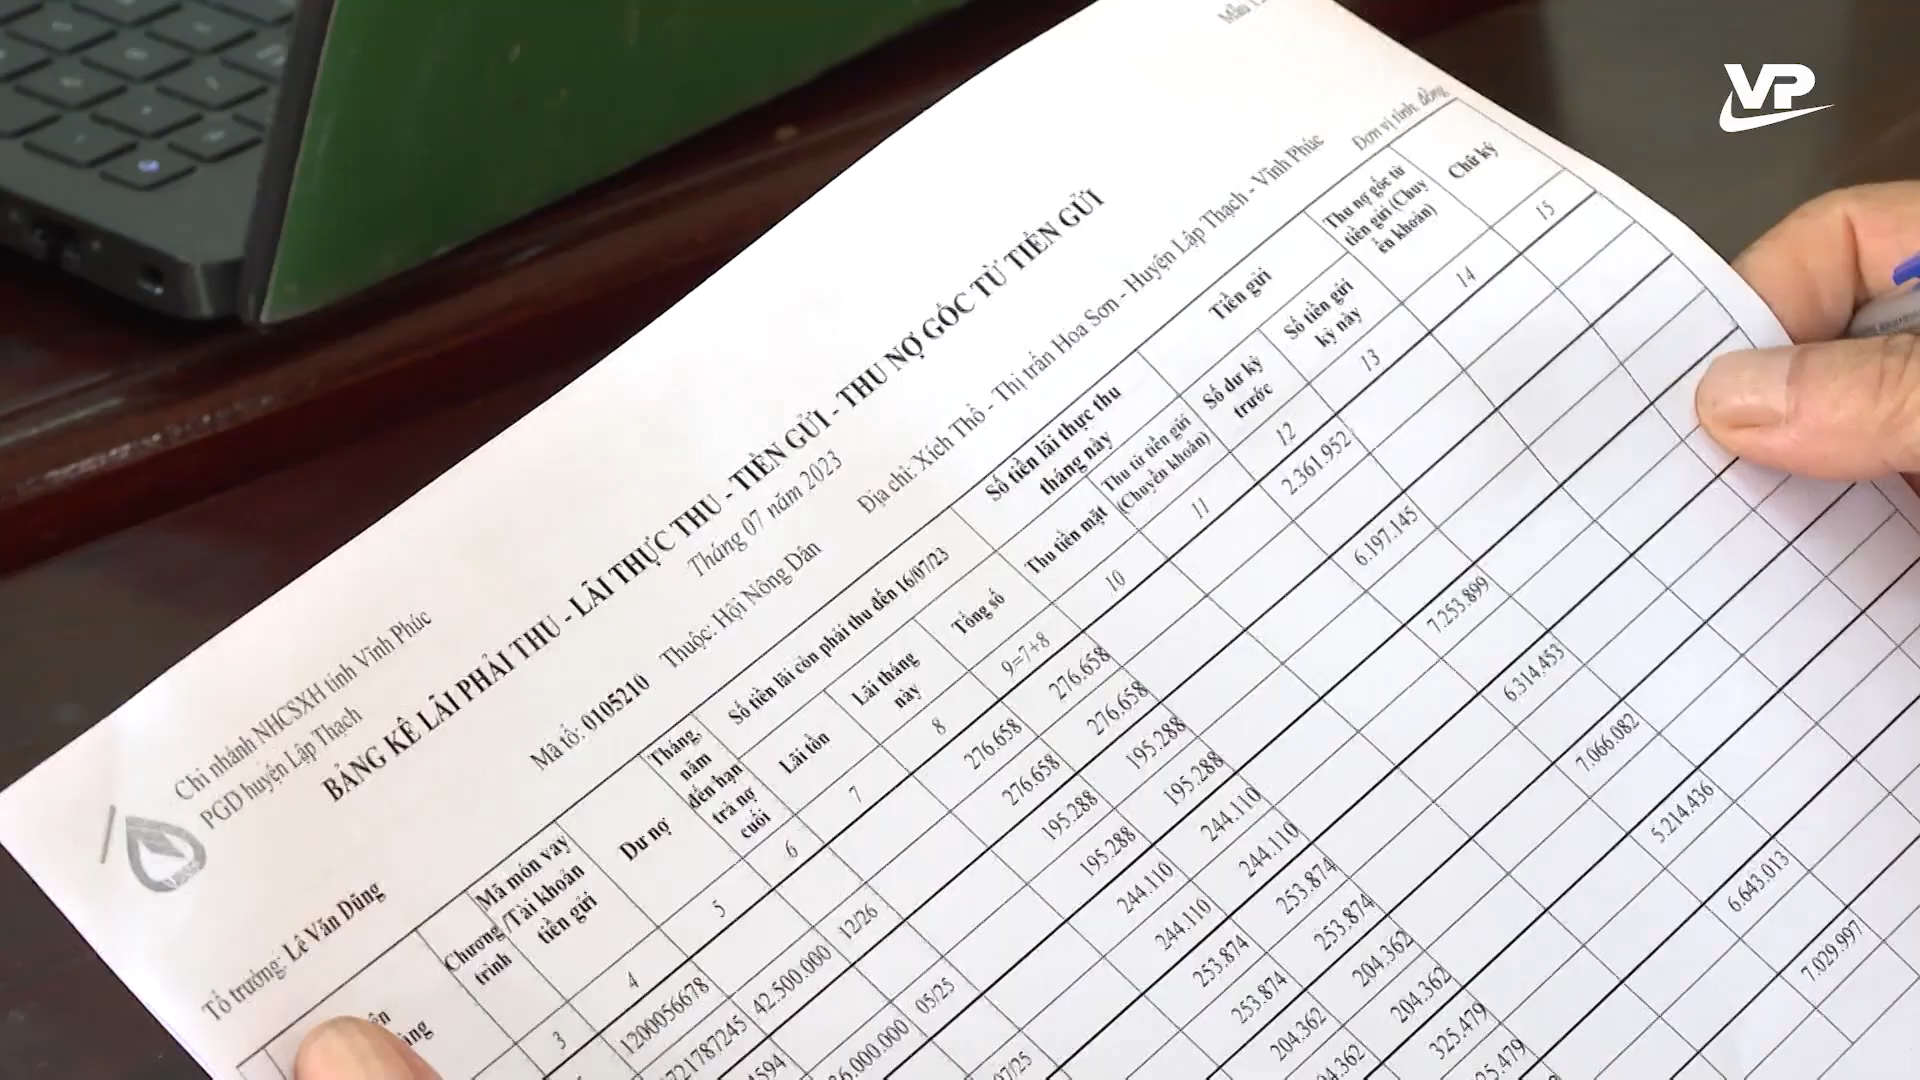 VP
Mẫu
Chi nhánh NHCSXH tỉnh Vĩnh Phúc
PGD huyện Lập Thạch
BẢNG KÊ LÃI PHẢI THU - LÃI THỰC THU - TIỀN GỬI - THU NỢ GỐC TỪ TIỀN GỬI
Tháng 07 năm 2023
Mã tổ: 0105210 Thuộc: Hội Nông Dân Địa chỉ: Xích Thổ - Thị trấn Hoa Sơn - Huyện Lập Thạch - Vĩnh Phúc
Tổ trưởng: Lê Văn Dũng
Đơn vị tính: đồng
Chương trình
Mã món vay /Tài khoản tiền gửi
Dư nợ
Tháng, năm đến hạn trả nợ cuối
Số tiền lãi còn phải thu đến 16/07/23
Lãi tồn
Lãi tháng này
Tổng số
Số tiền lãi thực thu tháng này
Thu tiền mặt
Thu từ tiền gửi (Chuyển khoản)
Tiền gửi
Số dư kỳ trước
Số tiền gửi kỳ này
Thu nợ gốc từ tiền gửi (Chuyển khoản)
Chữ ký
3 4 5 6 7 8 9=7+8 10 11 12 13 14 15
1200056678 42.500.000 12/26 276.658 276.658 2.361.952
276.658 276.658
05/25 195.288 195.288 6.197.145
195.288 195.288
07/25 244.110 244.110 7.253.899
244.110 244.110
253.874 253.874 6.314.453
253.874 253.874
204.362 204.362 7.066.082
204.362
325.479 5.214.436
6.643.013
7.029.997